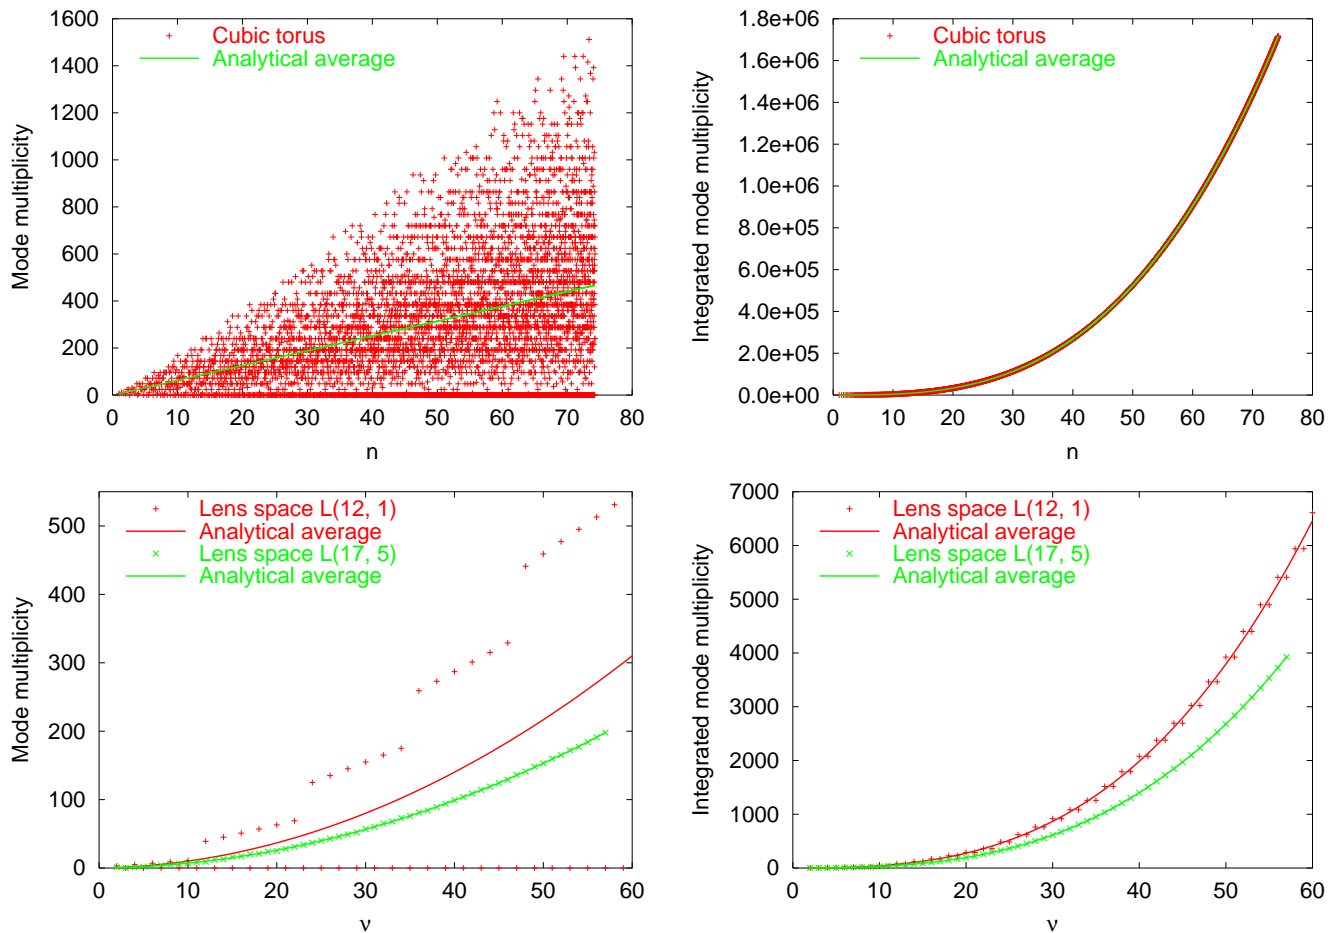 Mode multiplicity
1600
1400
1200
1000
800
600
400
200
0
Cubic torus
Analytical average
0 10 20 30 40 50 60 70 80
n
Integrated mode multiplicity
1.8e+06
1.6e+06
1.4e+06
1.2e+06
1.0e+06
8.0e+05
6.0e+05
4.0e+05
2.0e+05
0.0e+00
Cubic torus
Analytical average
0 10 20 30 40 50 60 70 80
n
Mode multiplicity
500
400
300
200
100
0
Lens space L(12, 1)
Analytical average
Lens space L(17, 5)
Analytical average
0 10 20 30 40 50 60
ν
Integrated mode multiplicity
7000
6000
5000
4000
3000
2000
1000
0
Lens space L(12, 1)
Analytical average
Lens space L(17, 5)
Analytical average
0 10 20 30 40 50 60
ν